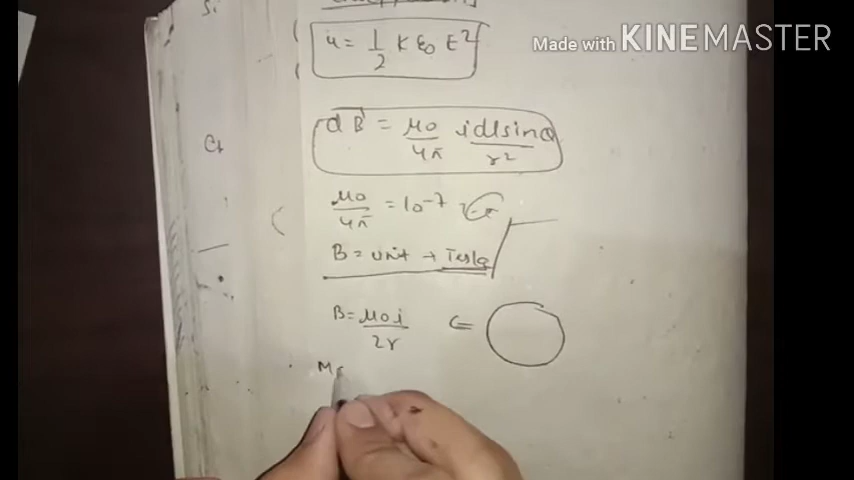 Made with KINEMASTER
u = 1/2 K ε0 E²
dB = μ0/4π idlsinθ/r²
μ0/4π = 10-7
B = unit → Tesla
B = μ0i/2r